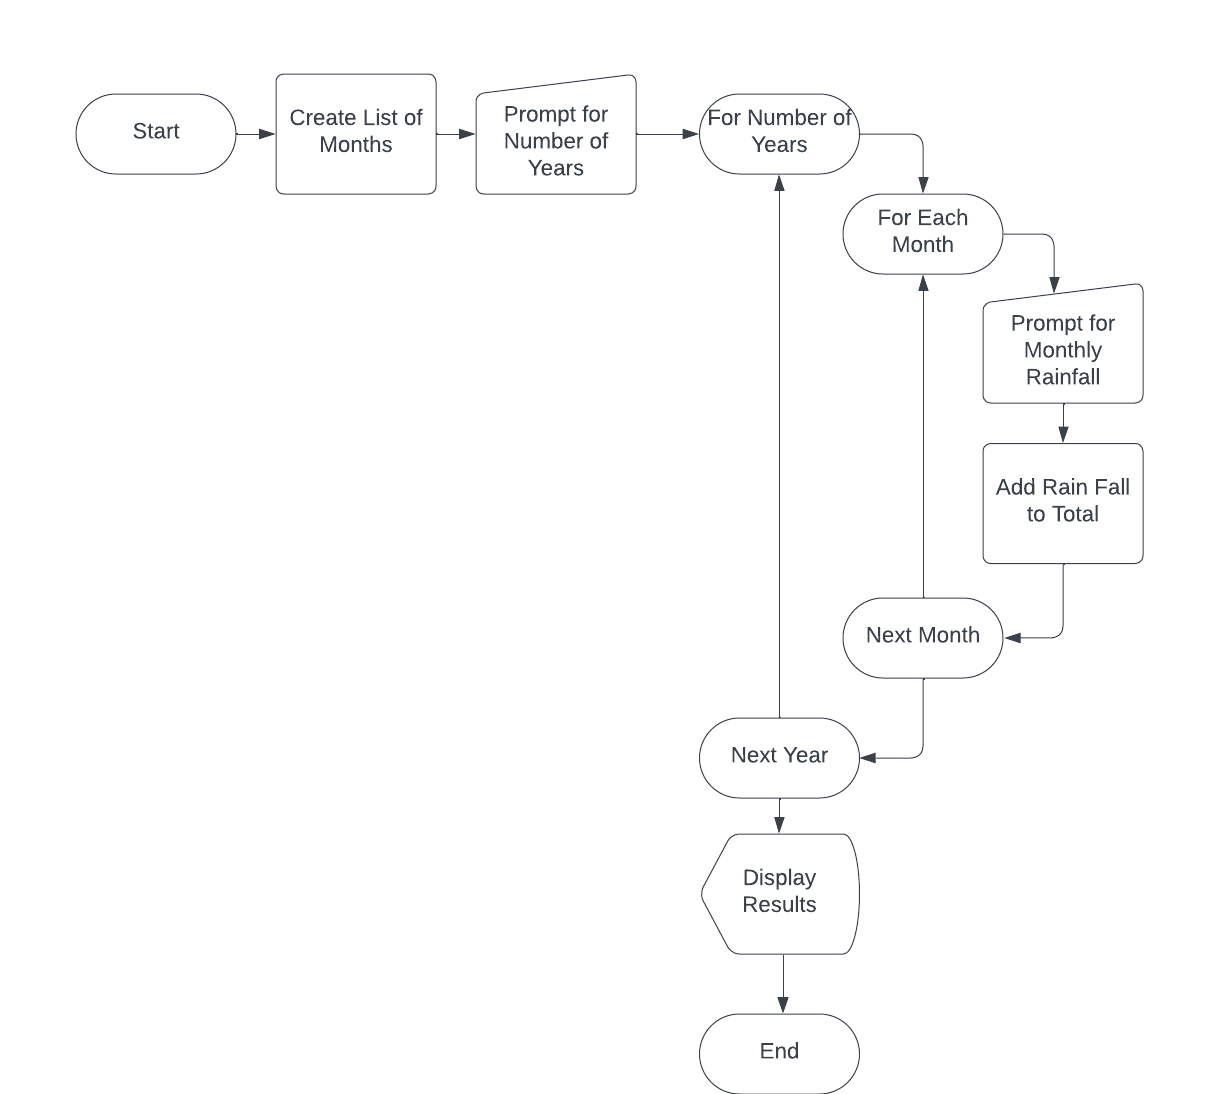 Start
Create List of
Months
Prompt for
Number of
Years
For Number of
Years
For Each
Month
Prompt for
Monthly
Rainfall
Add Rain Fall
to Total
Next Month
Next Year
Display
Results
End